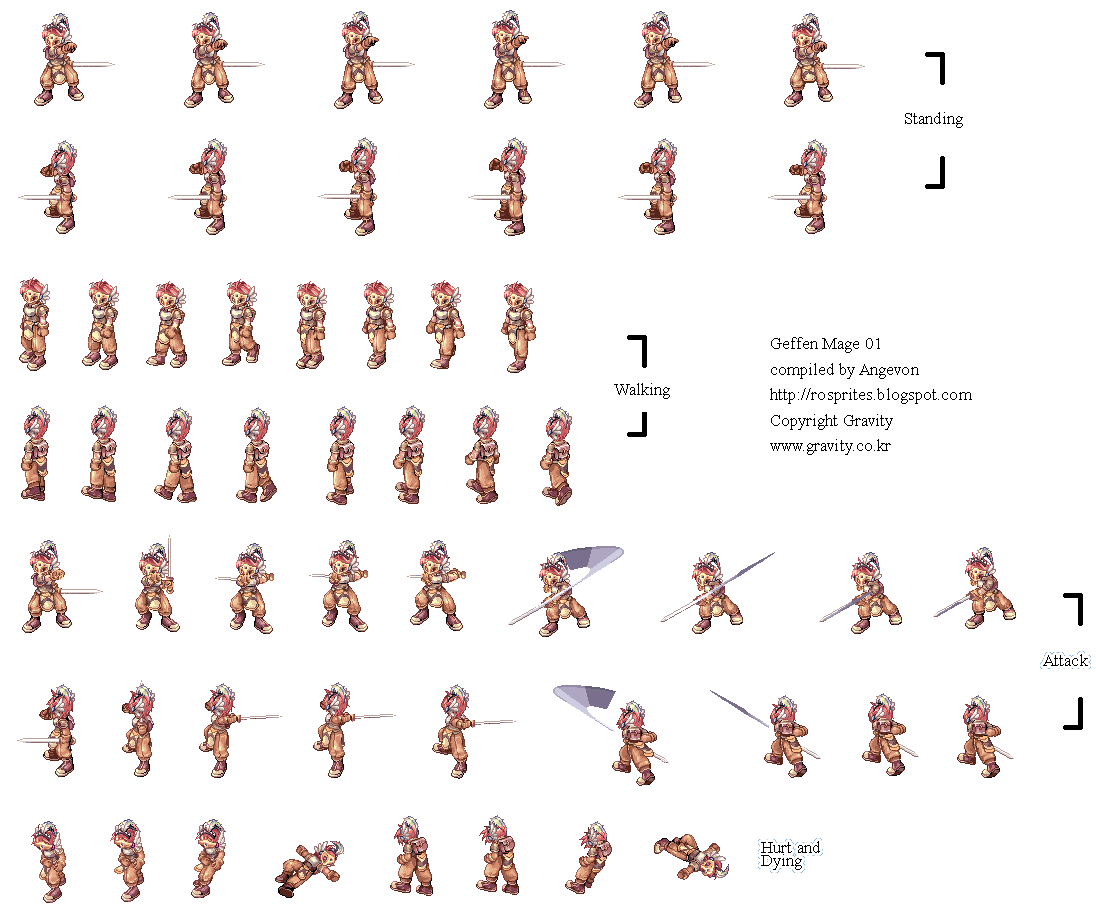 Standing
Geffen Mage 01
compiled by Angevon
http://rosprites.blogspot.com
Copyright Gravity
www.gravity.co.kr
Walking
Attack
Hurt and
Dying